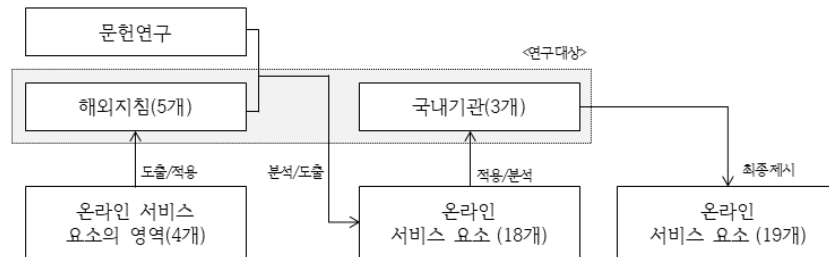 문헌연구
<연구대상>
해외지침(5개)
국내기관(3개)
도출/적용
분석/도출
적용/분석
최종제시
온라인 서비스
요소의 영역(4개)
온라인
서비스 요소 (18개)
온라인
서비스 요소 (19개)